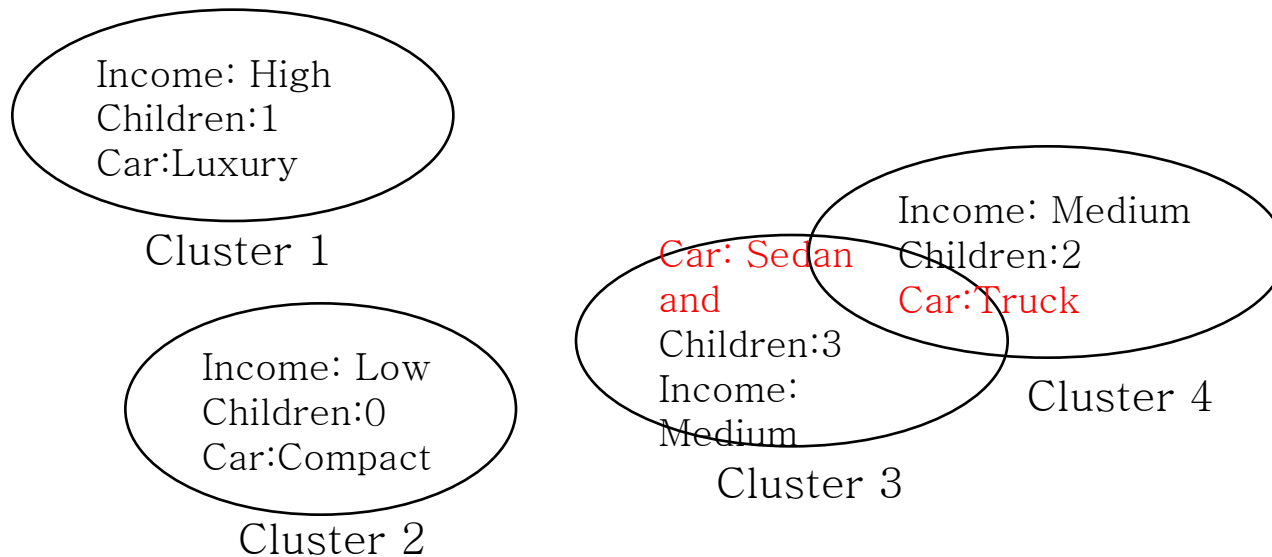 Income: High
Children:1
Car:Luxury
Cluster 1
Income: Low
Children:0
Car:Compact
Cluster 2
Car: Sedan
and
Children:3
Income:
Medium
Cluster 3
Income: Medium
Children:2
Car:Truck
Cluster 4